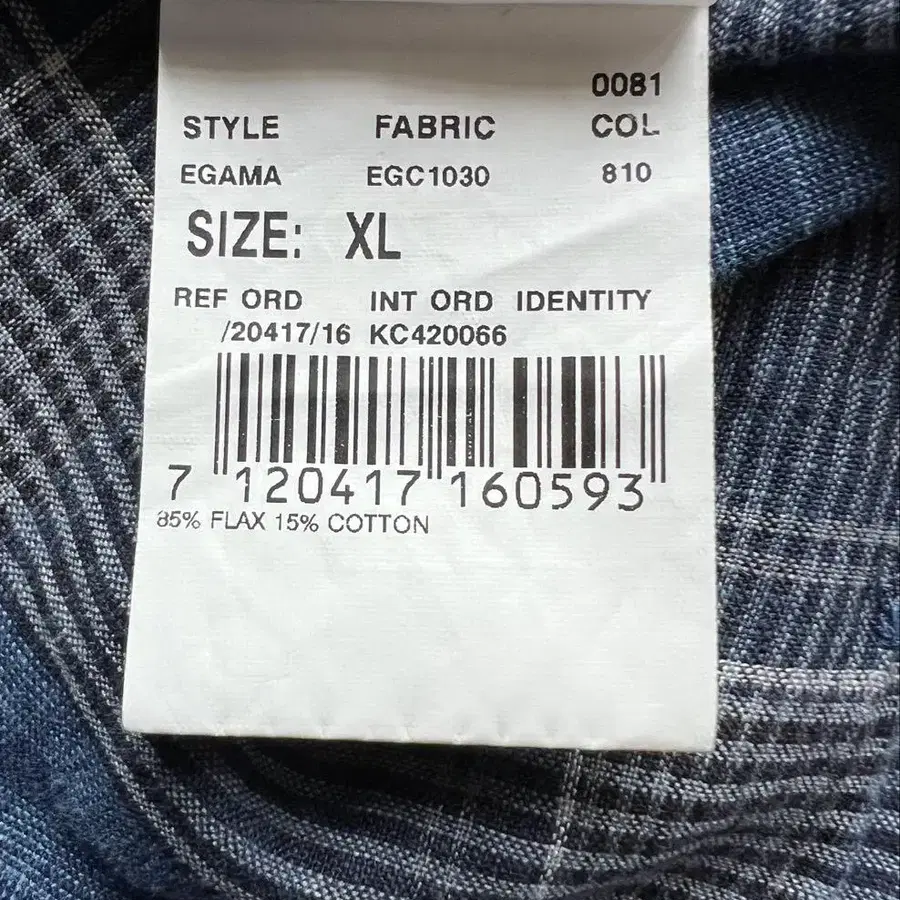 0081
STYLE FABRIC COL
EGAMA EGC1030 810
SIZE: XL
REF ORD INT ORD IDENTITY
/20417/16 KC420066
7 120417 160593
85% FLAX 15% COTTON